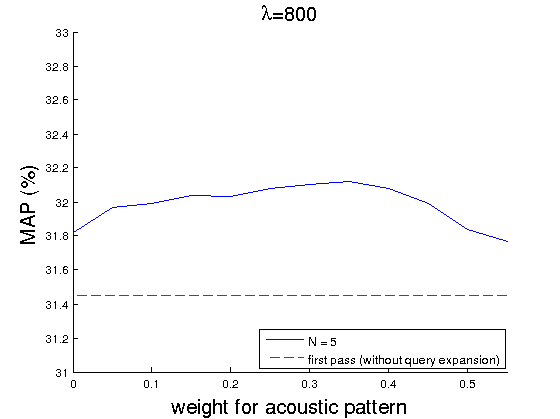 λ=800
33
32.8
32.6
32.4
32.2
32
31.8
31.6
31.4
31.2
31
MAP (%)
N = 5
first pass (without query expansion)
0 0.1 0.2 0.3 0.4 0.5
weight for acoustic pattern